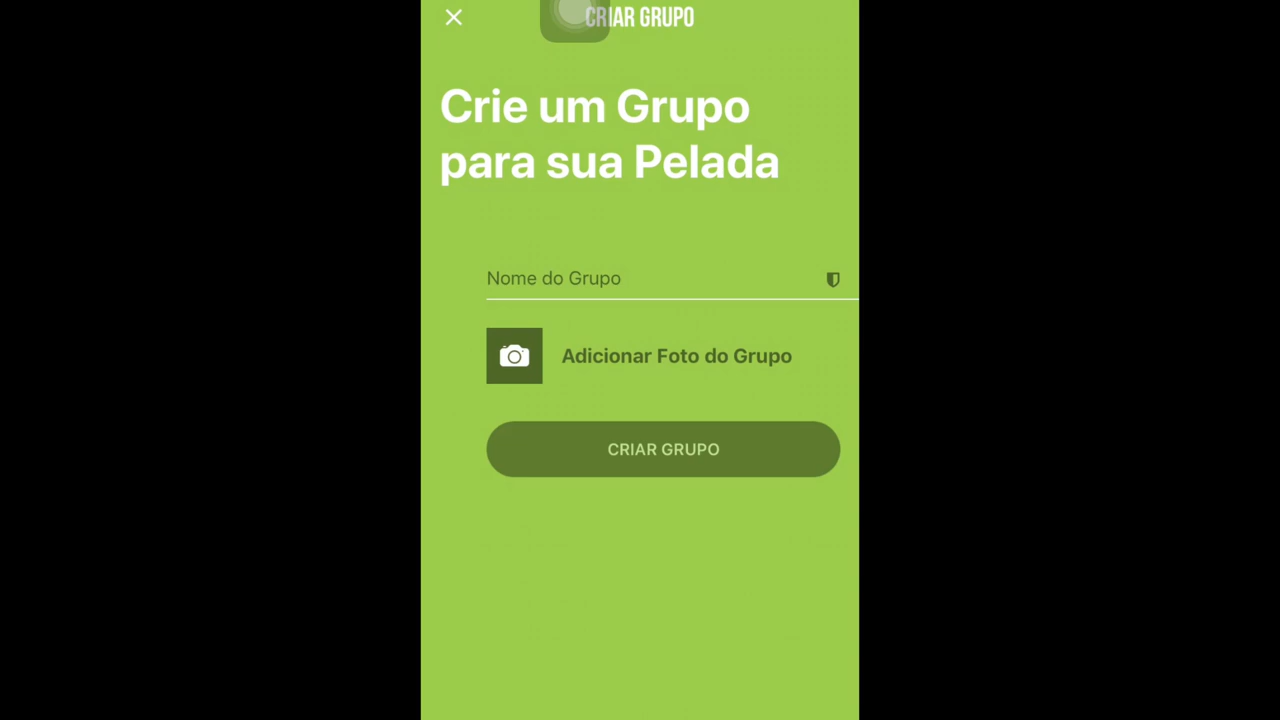 CRIAR GRUPO
Crie um Grupo
para sua Pelada
Nome do Grupo
Adicionar Foto do Grupo
CRIAR GRUPO